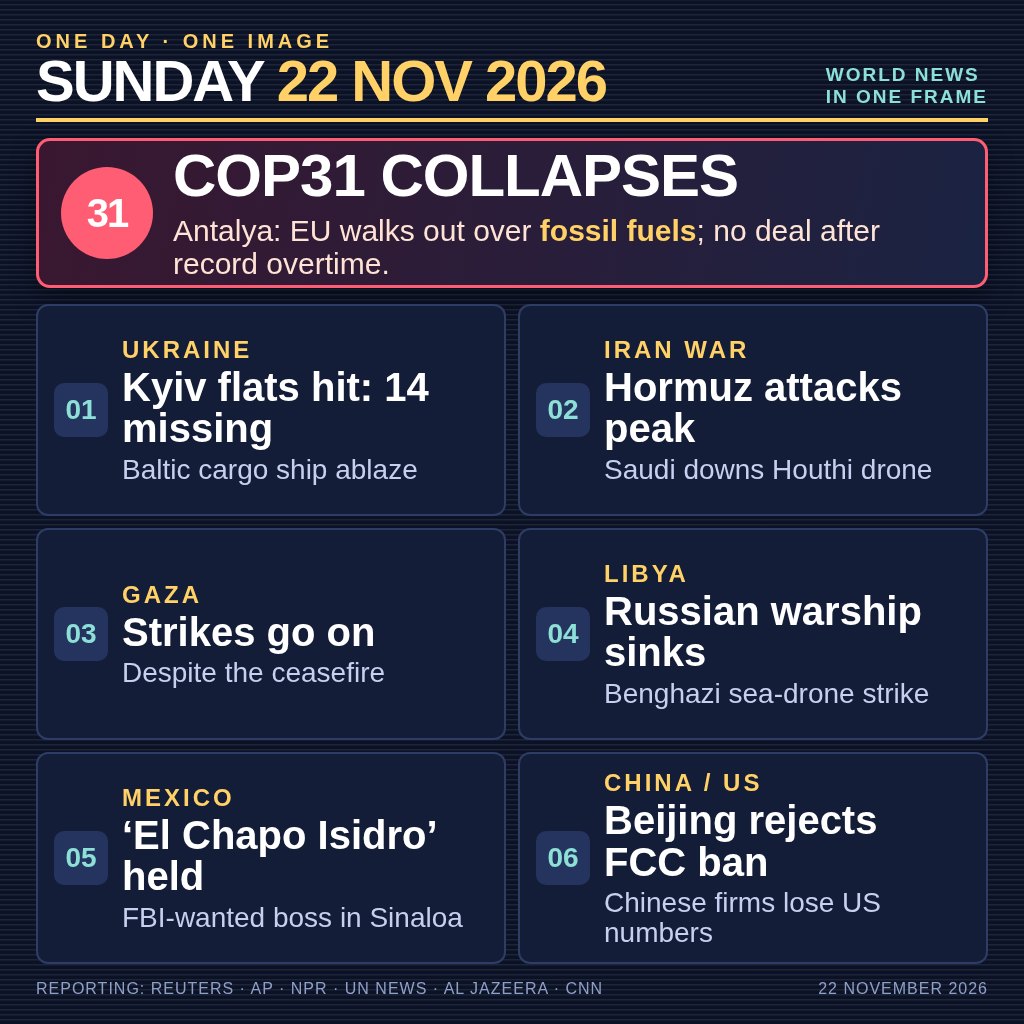 ONE DAY · ONE IMAGE
SUNDAY 22 NOV 2026
WORLD NEWS
IN ONE FRAME
31
COP31 COLLAPSES
Antalya: EU walks out over fossil fuels; no deal after
record overtime.
01
UKRAINE
Kyiv flats hit: 14
missing
Baltic cargo ship ablaze
02
IRAN WAR
Hormuz attacks
peak
Saudi downs Houthi drone
03
GAZA
Strikes go on
Despite the ceasefire
04
LIBYA
Russian warship
sinks
Benghazi sea-drone strike
05
MEXICO
‘El Chapo Isidro’
held
FBI-wanted boss in Sinaloa
06
CHINA / US
Beijing rejects
FCC ban
Chinese firms lose US
numbers
REPORTING: REUTERS · AP · NPR · UN NEWS · AL JAZEERA · CNN
22 NOVEMBER 2026